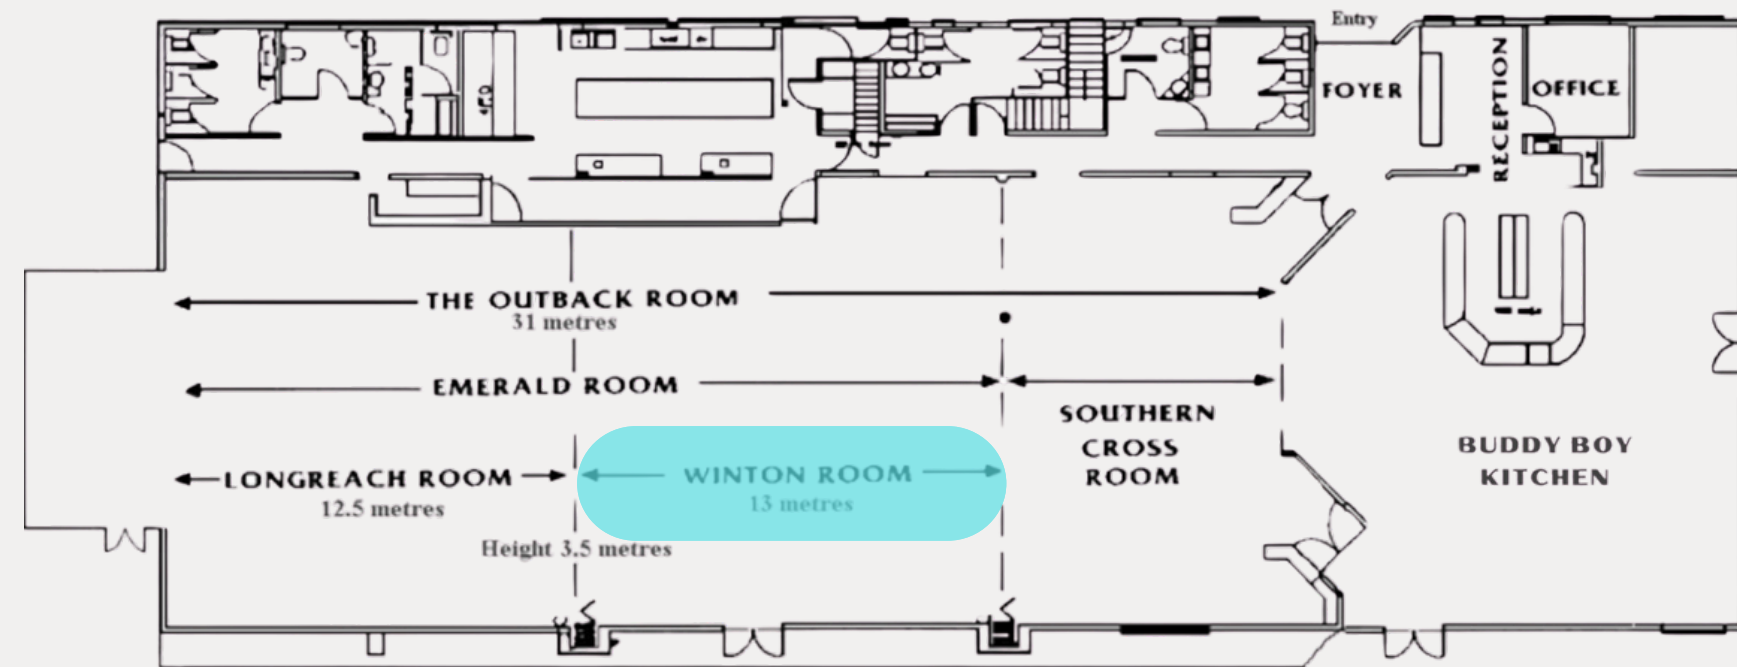 Entry
FOYER
RECEPTION
OFFICE
THE OUTBACK ROOM
31 metres
EMERALD ROOM
SOUTHERN
CROSS
ROOM
BUDDY BOY
KITCHEN
LONGREACH ROOM
12.5 metres
WINTON ROOM
13 metres
Height 3.5 metres